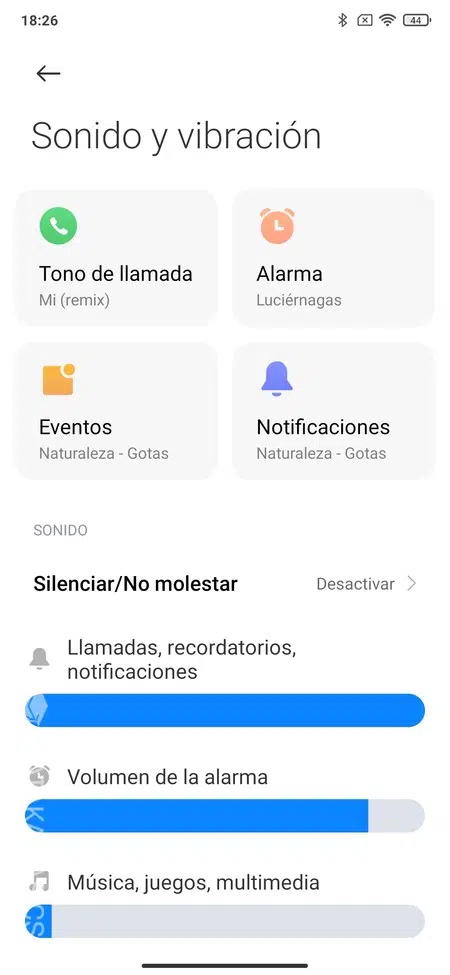 18:26
44
Sonido y vibración
Tono de llamada
Mi (remix)
Alarma
Luciérnagas
Eventos
Naturaleza - Gotas
Notificaciones
Naturaleza - Gotas
SONIDO
Silenciar/No molestar
Desactivar
Llamadas, recordatorios,
notificaciones
Volumen de la alarma
Música, juegos, multimedia